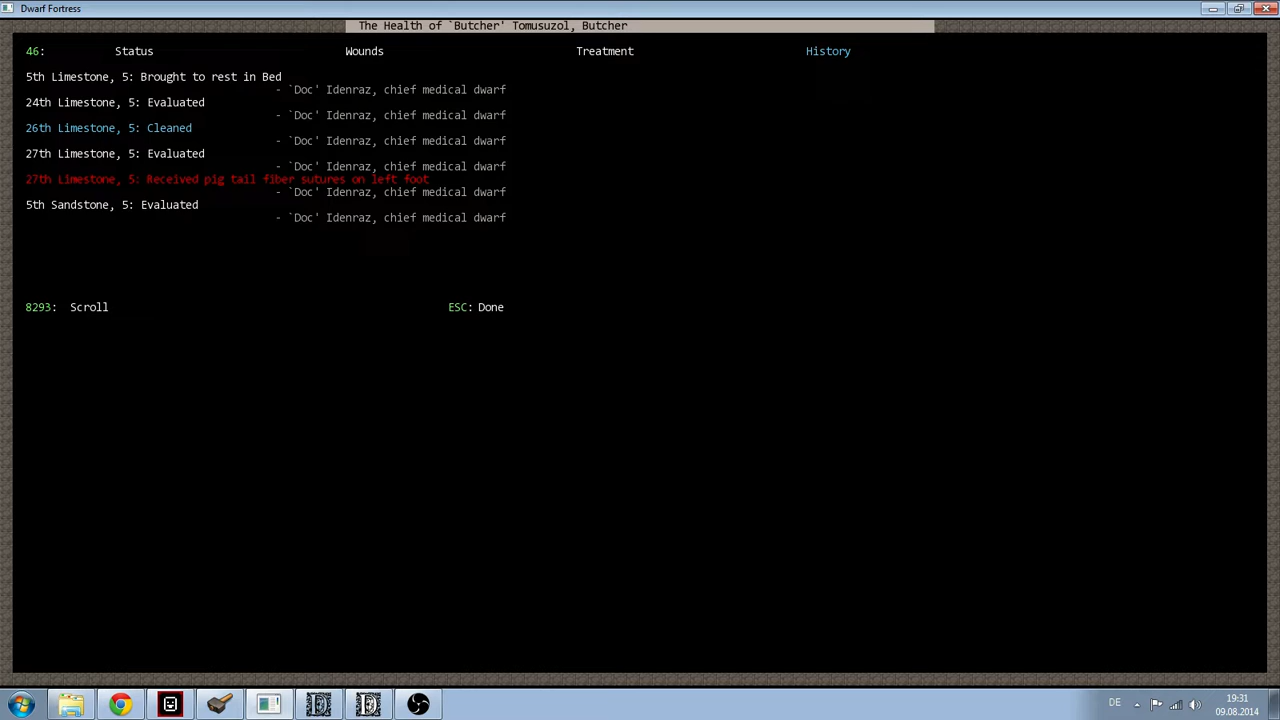 Dwarf Fortress
The Health of `Butcher' Tomusuzol, Butcher
46: Status Wounds Treatment History
5th Limestone, 5: Brought to rest in Bed
- `Doc' Idenraz, chief medical dwarf
24th Limestone, 5: Evaluated
- `Doc' Idenraz, chief medical dwarf
26th Limestone, 5: Cleaned
- `Doc' Idenraz, chief medical dwarf
27th Limestone, 5: Evaluated
- `Doc' Idenraz, chief medical dwarf
27th Limestone, 5: Received pig tail fiber sutures on left foot
- `Doc' Idenraz, chief medical dwarf
5th Sandstone, 5: Evaluated
- `Doc' Idenraz, chief medical dwarf
8293: Scroll ESC: Done
DE 19:31
09.08.2014